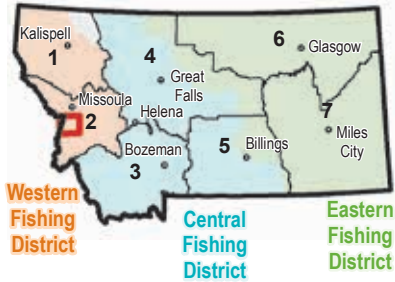 Kalispell
1
4
6
Glasgow
Great
Falls
Missoula
Helena
2
7
Miles
City
Bozeman
5
Billings
3
Western
Fishing
District
Central
Fishing
District
Eastern
Fishing
District